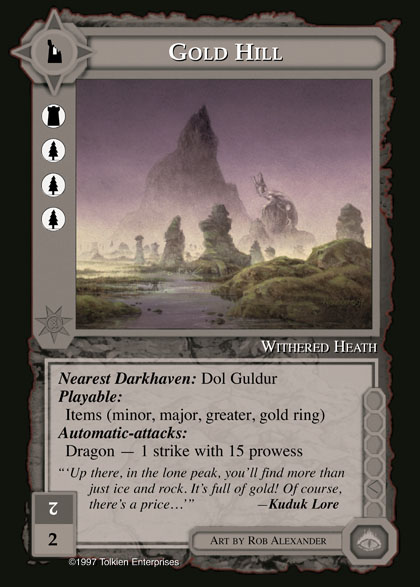 GOLD HILL
WITHERED HEATH
Nearest Darkhaven: Dol Guldur
Playable:
Items (minor, major, greater, gold ring)
Automatic-attacks:
Dragon — 1 strike with 15 prowess
“‘Up there, in the lone peak, you’ll find more than
just ice and rock. It’s full of gold! Of course,
there’s a price…’” —Kuduk Lore
2
2
ART BY ROB ALEXANDER
©1997 Tolkien Enterprises